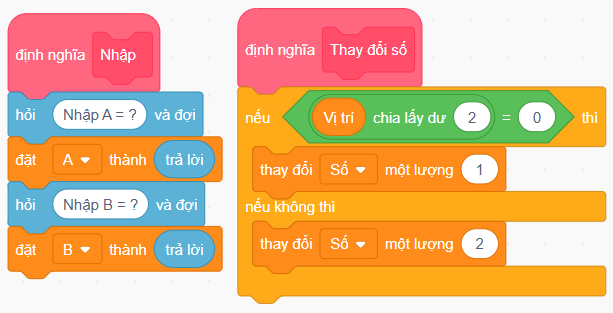 định nghĩa Nhập
hỏi Nhập A = ? và đợi
đặt A thành trả lời
hỏi Nhập B = ? và đợi
đặt B thành trả lời
định nghĩa Thay đổi số
nếu Vị trí chia lấy dư 2 = 0 thì
thay đổi Số một lượng 1
nếu không thì
thay đổi Số một lượng 2